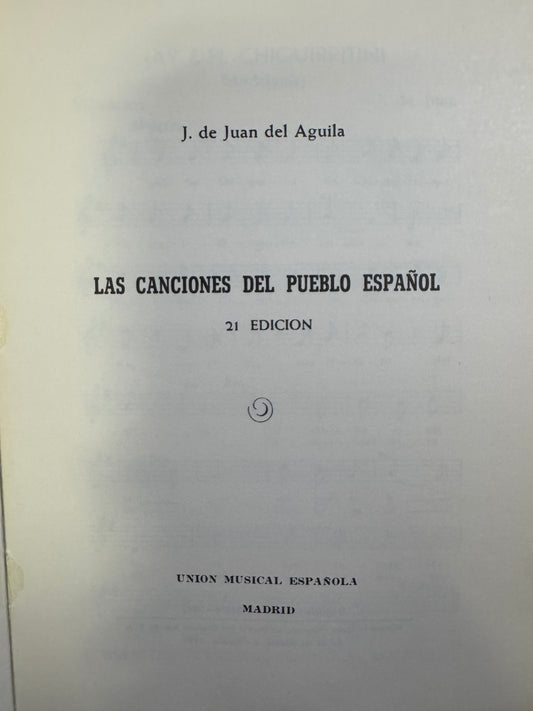 J. de Juan del Aguila
LAS CANCIONES DEL PUEBLO ESPAÑOL
21 EDICION
UNION MUSICAL ESPAÑOLA
MADRID